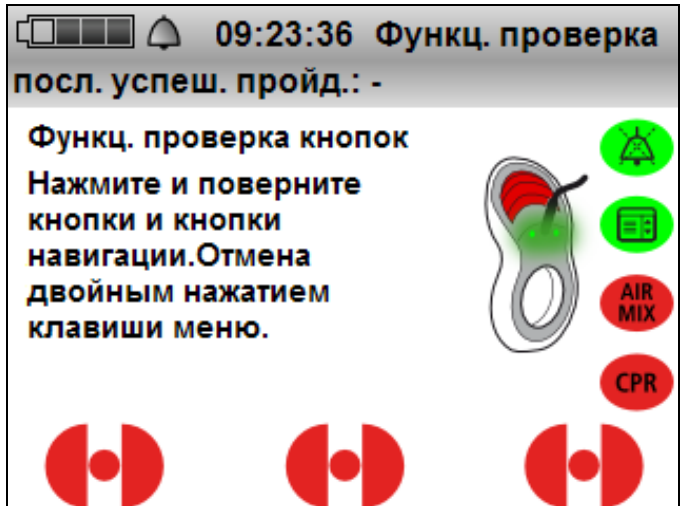 09:23:36 Функц. проверка
посл. успеш. пройд.: -
Функц. проверка кнопок
Нажмите и поверните
кнопки и кнопки
навигации.Отмена
двойным нажатием
клавиши меню.
AIR
MIX
CPR